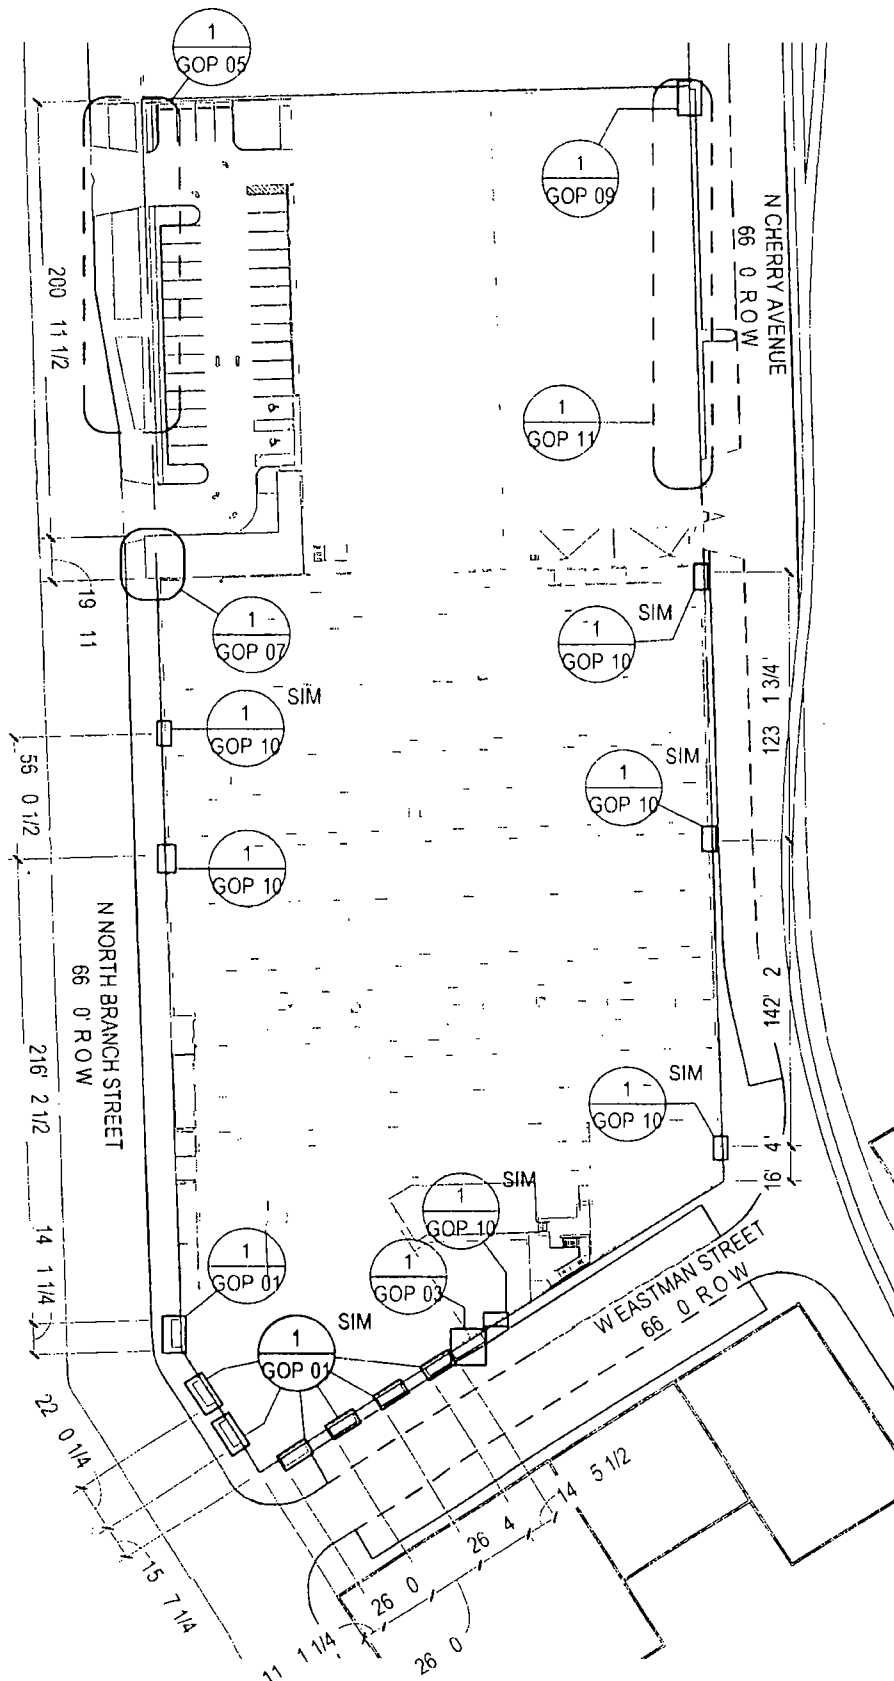 1
GOP 05
1
GOP 09
N CHERRY AVENUE
66 0 ROW
200 11 1/2
1
GOP 11
19 11
1
GOP 07
SIM
1
GOP 10
SIM
1
GOP 10
123 1 3/4'
56 0 1/2
SIM
1
GOP 10
1
GOP 10
N NORTH BRANCH STREET
66 0' ROW
142' 2
216' 2 1/2
SIM
1
GOP 10
16' 4'
SIM
1
GOP 10
14 1 1/4
1
GOP 01
1
GOP 03
W EASTMAN STREET
66 0 ROW
SIM
1
GOP 01
22 0 1/4
14 5 1/2
26 4
15 7 1/4
26 0
11 1 1/4
26 0